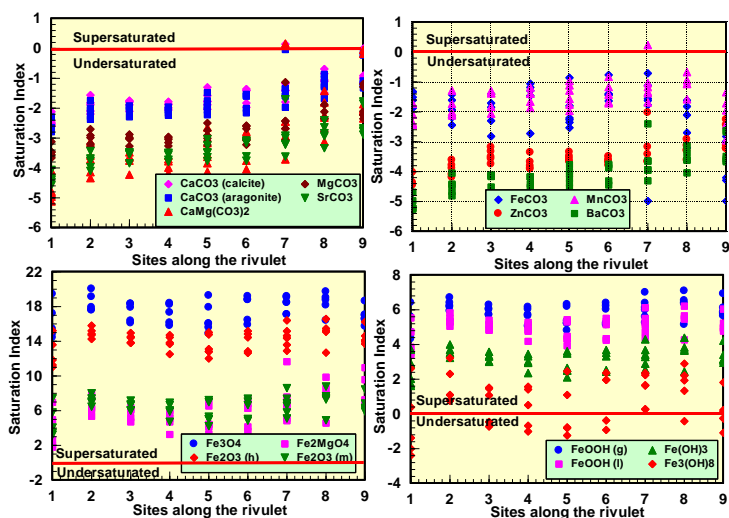 Saturation Index
1
0
-1
-2
-3
-4
-5
-6
Supersaturated
Undersaturated
CaCO3 (calcite)
MgCO3
CaCO3 (aragonite)
SrCO3
CaMg(CO3)2
1 2 3 4 5 6 7 8 9
Sites along the rivulet
Saturation Index
1
0
-1
-2
-3
-4
-5
-6
Supersaturated
Undersaturated
FeCO3
MnCO3
ZnCO3
BaCO3
1 2 3 4 5 6 7 8 9
Sites along the rivulet
Saturation Index
22
18
14
10
6
2
-2
Fe3O4
Fe2MgO4
Fe2O3 (h)
Fe2O3 (m)
Supersaturated
Undersaturated
1 2 3 4 5 6 7 8 9
Sites along the rivulet
Saturation Index
8
6
4
2
0
-2
-4
Supersaturated
Undersaturated
FeOOH (g)
Fe(OH)3
FeOOH (l)
Fe3(OH)8
1 2 3 4 5 6 7 8 9
Sites along the rivulet